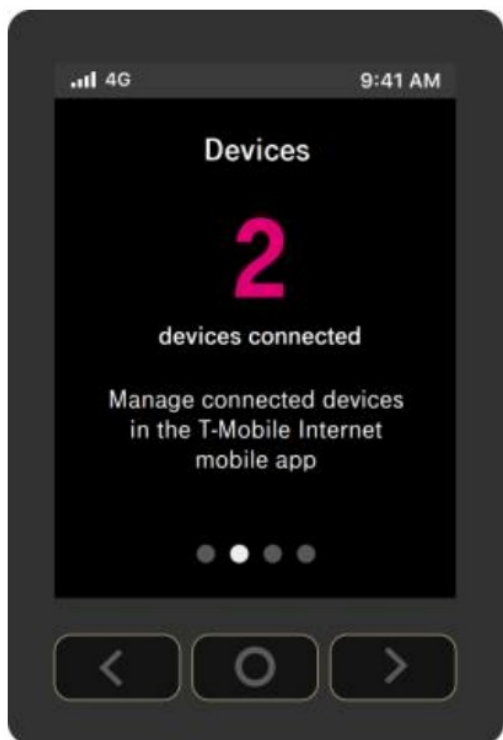 4G
9:41 AM
Devices
2
devices connected
Manage connected devices
in the T-Mobile Internet
mobile app